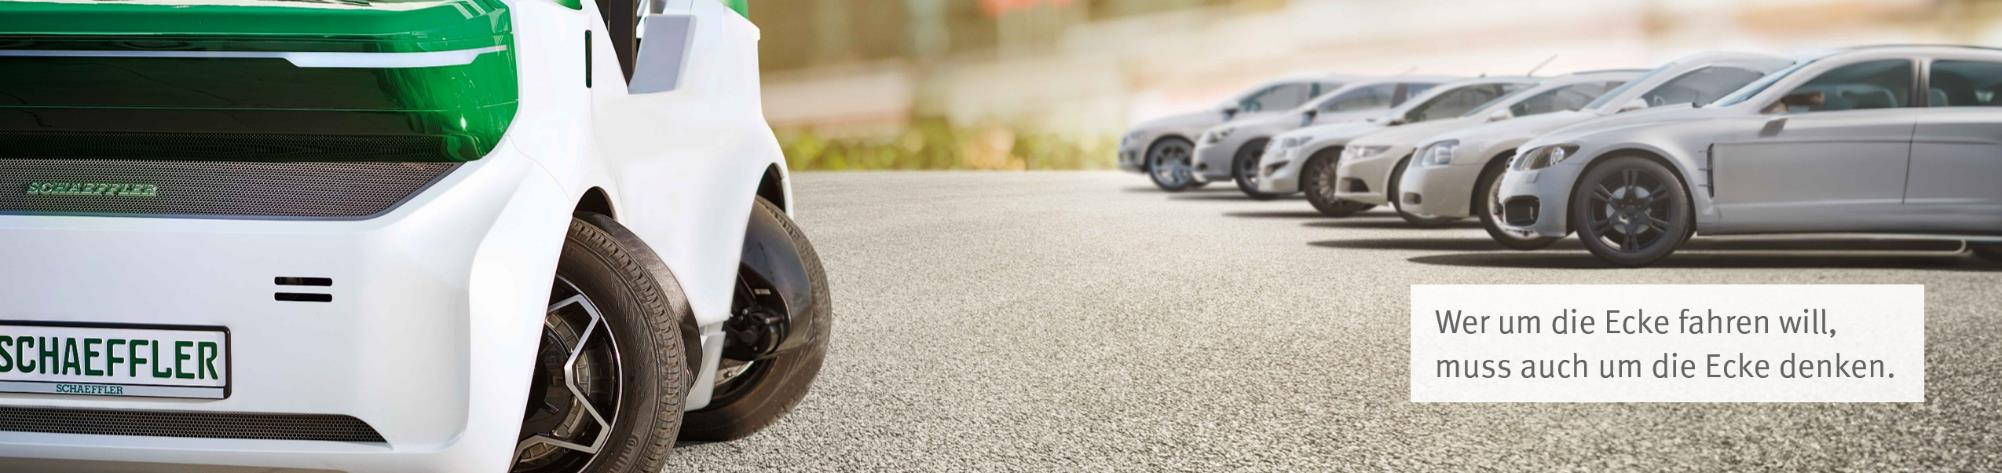 SCHAEFFLER
SCHAEFFLER
SCHAEFFLER
Wer um die Ecke fahren will,
muss auch um die Ecke denken.